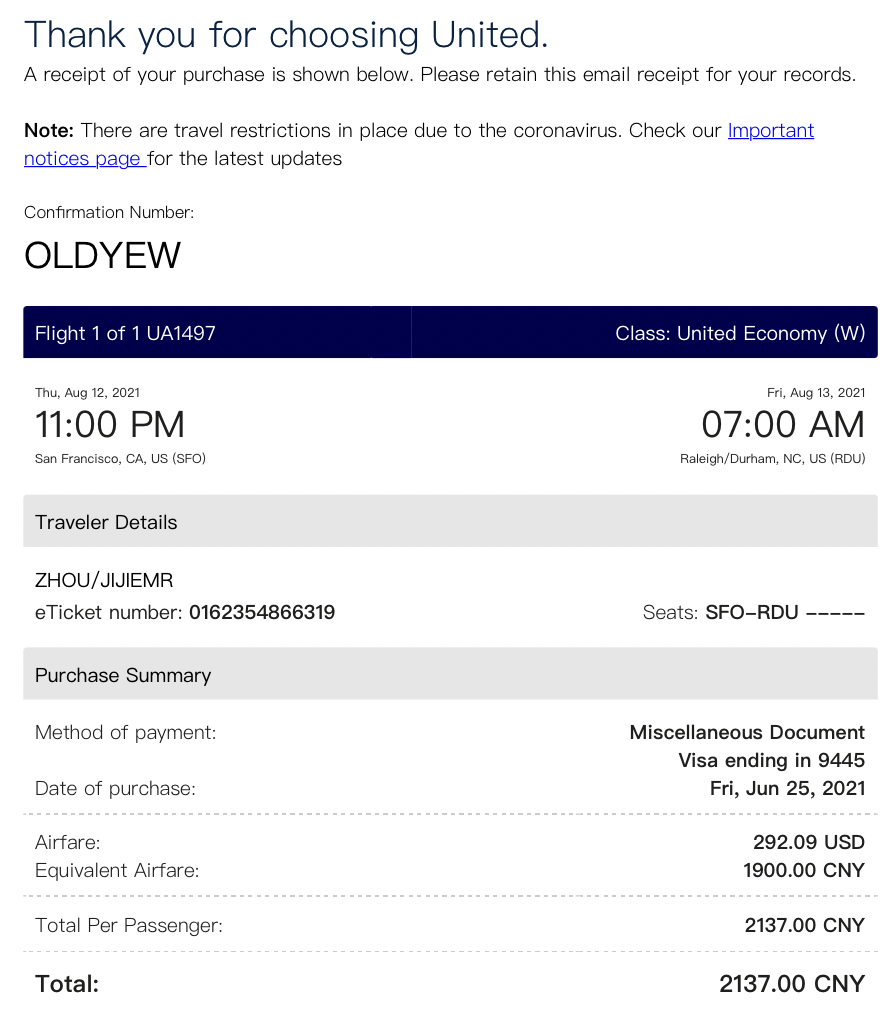 Thank you for choosing United.
A receipt of your purchase is shown below. Please retain this email receipt for your records.
Note: There are travel restrictions in place due to the coronavirus. Check our Important
notices page for the latest updates
Confirmation Number:
OLDYEW
Flight 1 of 1 UA1497 Class: United Economy (W)
Thu, Aug 12, 2021 Fri, Aug 13, 2021
11:00 PM 07:00 AM
San Francisco, CA, US (SFO) Raleigh/Durham, NC, US (RDU)
Traveler Details
ZHOU/JIJIEMR
eTicket number: 0162354866319 Seats: SFO-RDU -----
Purchase Summary
Method of payment: Miscellaneous Document
Visa ending in 9445
Date of purchase: Fri, Jun 25, 2021
Airfare: 292.09 USD
Equivalent Airfare: 1900.00 CNY
Total Per Passenger: 2137.00 CNY
Total: 2137.00 CNY